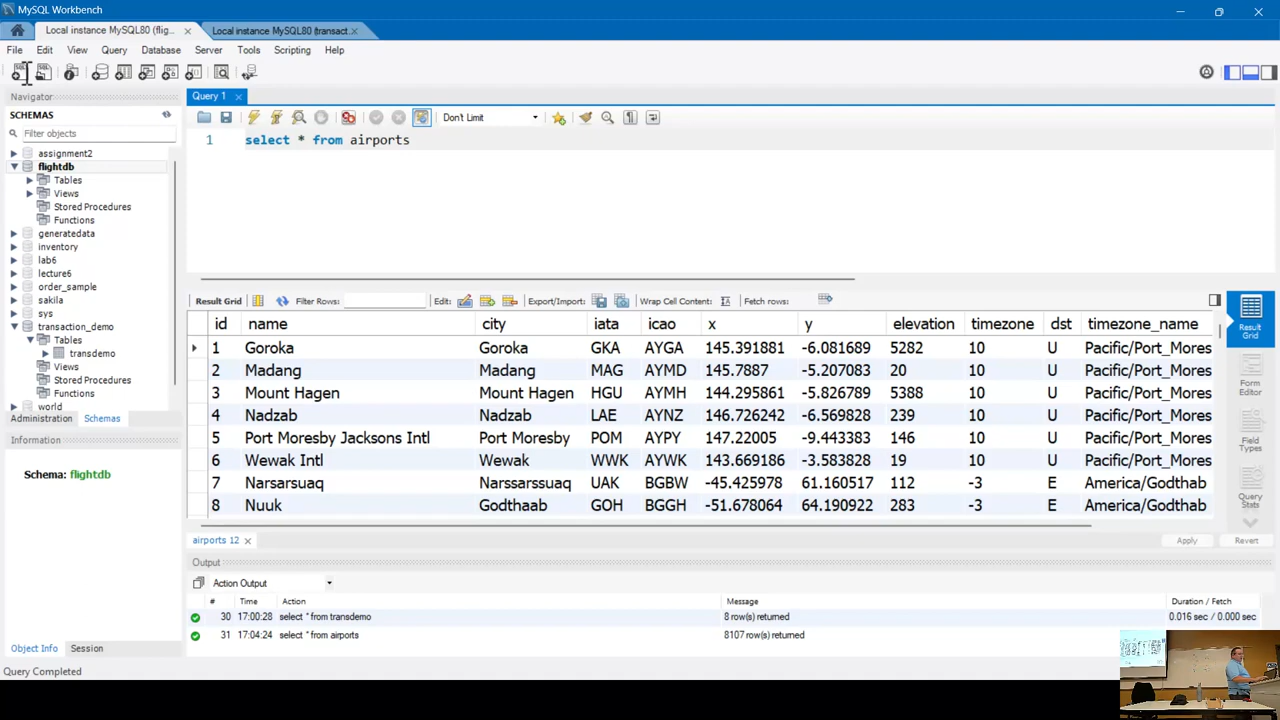 MySQL Workbench
Local instance MySQL80 (flig... × Local instance MySQL80 (transact... ×
File Edit View Query Database Server Tools Scripting Help
Navigator
SCHEMAS
Filter objects
assignment2
flightdb
Tables
Views
Stored Procedures
Functions
generatedata
inventory
lab6
lecture6
order_sample
sakila
sys
transaction_demo
Tables
transdemo
Views
Stored Procedures
Functions
world
Administration Schemas
Information
Schema: flightdb
Object Info Session
Query Completed
Query 1 ×
Don't Limit
1 select * from airports
Result Grid Filter Rows: Edit: Export/Import: Wrap Cell Content: Fetch rows:
id name city iata icao x y elevation timezone dst timezone_name
1 Goroka Goroka GKA AYGA 145.391881 -6.081689 5282 10 U Pacific/Port_Mores
2 Madang Madang MAG AYMD 145.7887 -5.207083 20 10 U Pacific/Port_Mores
3 Mount Hagen Mount Hagen HGU AYMH 144.295861 -5.826789 5388 10 U Pacific/Port_Mores
4 Nadzab Nadzab LAE AYNZ 146.726242 -6.569828 239 10 U Pacific/Port_Mores
5 Port Moresby Jacksons Intl Port Moresby POM AYPY 147.22005 -9.443383 146 10 U Pacific/Port_Mores
6 Wewak Intl Wewak WWK AYWK 143.669186 -3.583828 19 10 U Pacific/Port_Mores
7 Narsarsuaq Narssarssuaq UAK BGBW -45.425978 61.160517 112 -3 E America/Godthab
8 Nuuk Godthaab GOH BGGH -51.678064 64.190922 283 -3 E America/Godthab
Result Grid
Form Editor
Field Types
Query Stats
airports 12 × Apply Revert
Output
Action Output
# Time Action Message Duration / Fetch
30 17:00:28 select * from transdemo 8 row(s) returned 0.016 sec / 0.000 sec
31 17:04:24 select * from airports 8107 row(s) returned